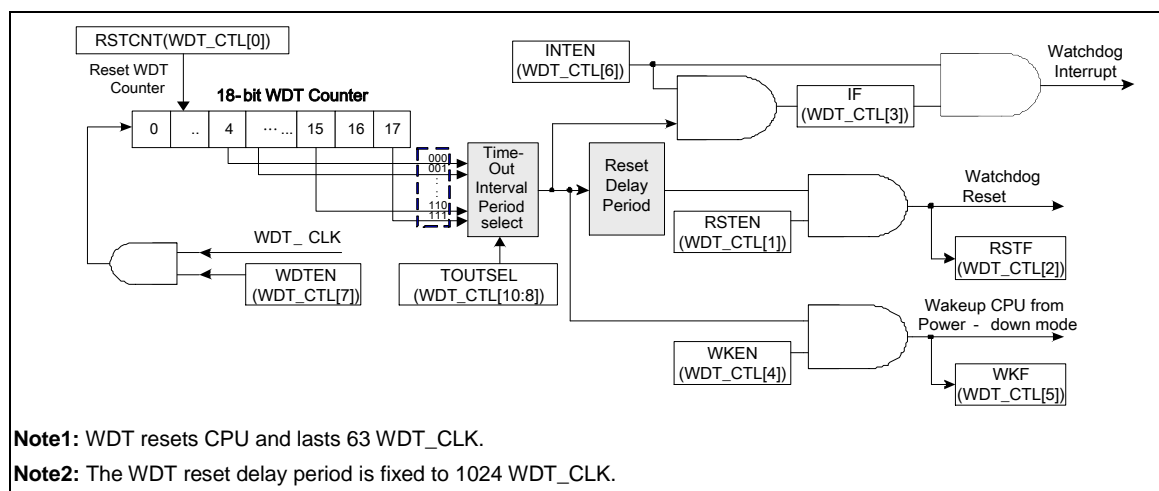 RSTCNT(WDT_CTL[0])
Reset WDT
Counter
18-bit WDT Counter
0 .. 4 ... ... 15 16 17
000
001
:
:
110
111
Time-
Out
Interval
Period
select
TOUTSEL
(WDT_CTL[10:8])
WDT_ CLK
WDTEN
(WDT_CTL[7])
INTEN
(WDT_CTL[6])
IF
(WDT_CTL[3])
Watchdog
Interrupt
Reset
Delay
Period
RSTEN
(WDT_CTL[1])
Watchdog
Reset
RSTF
(WDT_CTL[2])
WKEN
(WDT_CTL[4])
Wakeup CPU from
Power - down mode
WKF
(WDT_CTL[5])
Note1: WDT resets CPU and lasts 63 WDT_CLK.
Note2: The WDT reset delay period is fixed to 1024 WDT_CLK.